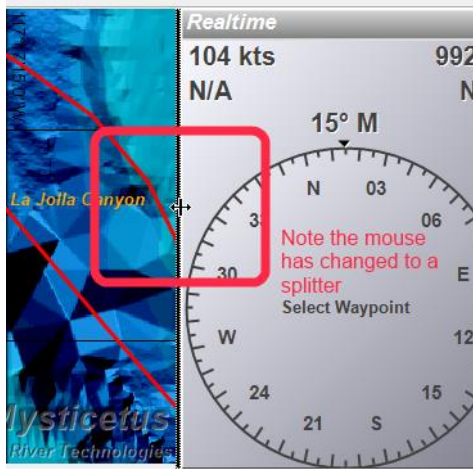 Realtime
104 kts 992
N/A N
15° M
N 03
06
La Jolla Canyon
Note the mouse
has changed to a
splitter
30 E
Select Waypoint
W 12
24 15
21 S
Mysticetus
River Technologies